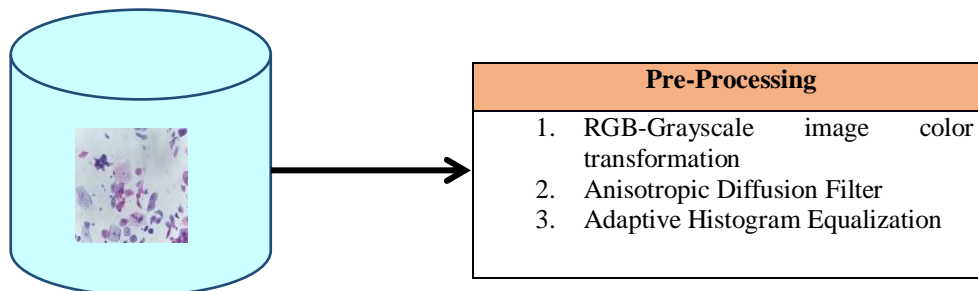 Pre-Processing
1. RGB-Grayscale image color
transformation
2. Anisotropic Diffusion Filter
3. Adaptive Histogram Equalization